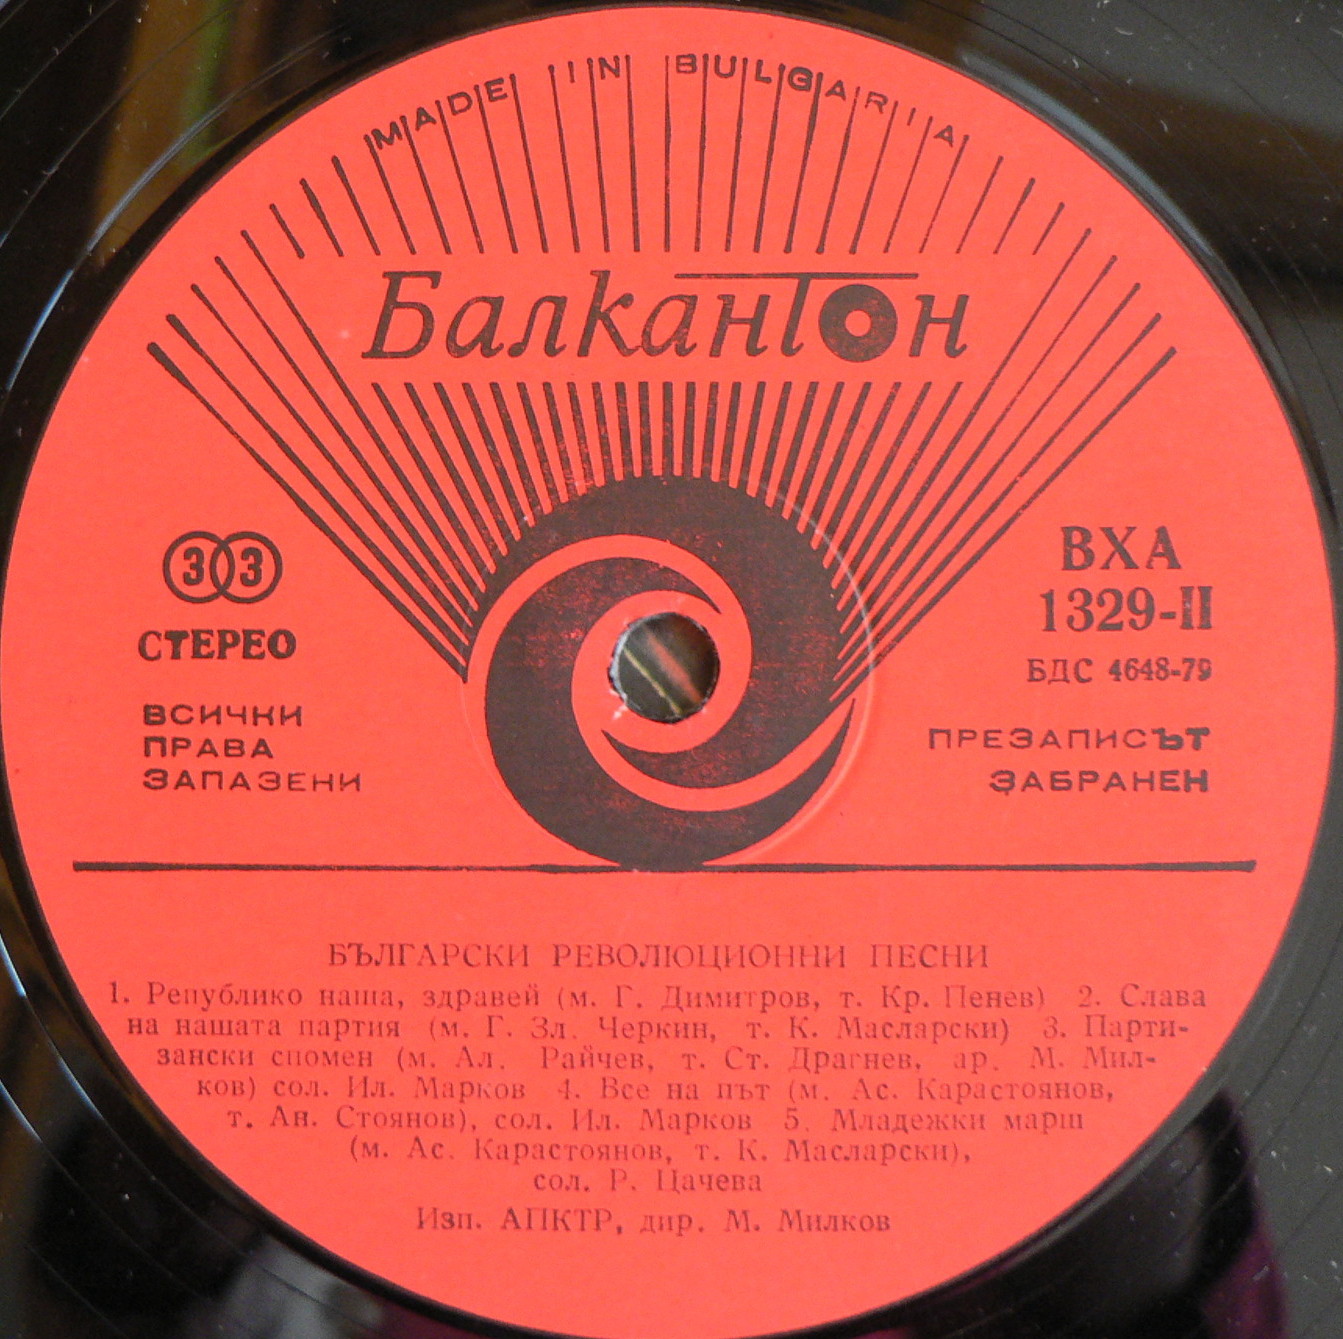 MADE IN BULGARIA
Балкантон
33
СТЕРЕО
ВСИЧКИ
ПРАВА
ЗАПАЗЕНИ
ВХА
1329-II
БДС 4648-79
ПРЕЗАПИСЪТ
ЗАБРАНЕН
БЪЛГАРСКИ РЕВОЛЮЦИОННИ ПЕСНИ
1. Републико наша, здравей (м. Г. Димитров, т. Кр. Пенев) 2. Слава
на нашата партия (м. Г. Зл. Черкин, т. К. Масларски) 3. Парти-
зански спомен (м. Ал. Райчев, т. Ст. Драгнев, ар. М. Мил-
ков) сол. Ил. Марков 4. Все на път (м. Ас. Карастоянов,
т. Ан. Стоянов), сол. Ил. Марков 5. Младежки марш
(м. Ас. Карастоянов, т. К. Масларски),
сол. Р. Цачева
Изп. АПКТР, дир. М. Милков